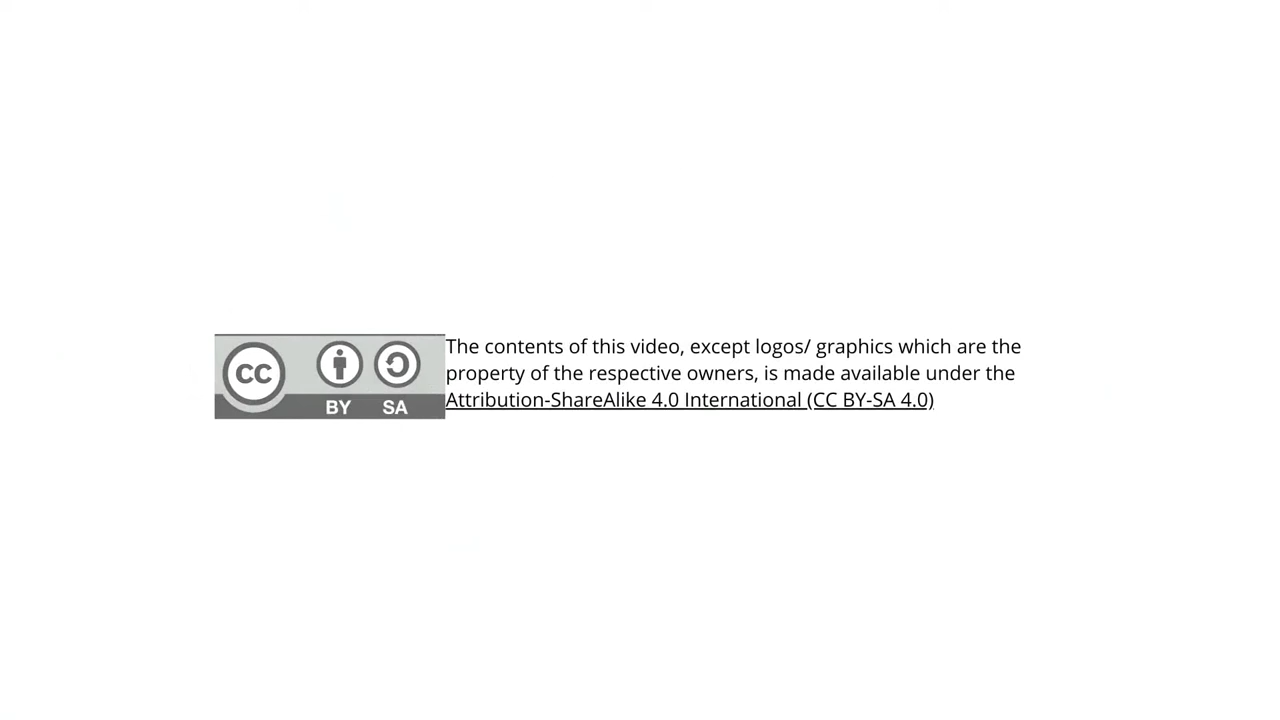 The contents of this video, except logos/ graphics which are the
property of the respective owners, is made available under the
Attribution-ShareAlike 4.0 International (CC BY-SA 4.0)
CC
BY SA